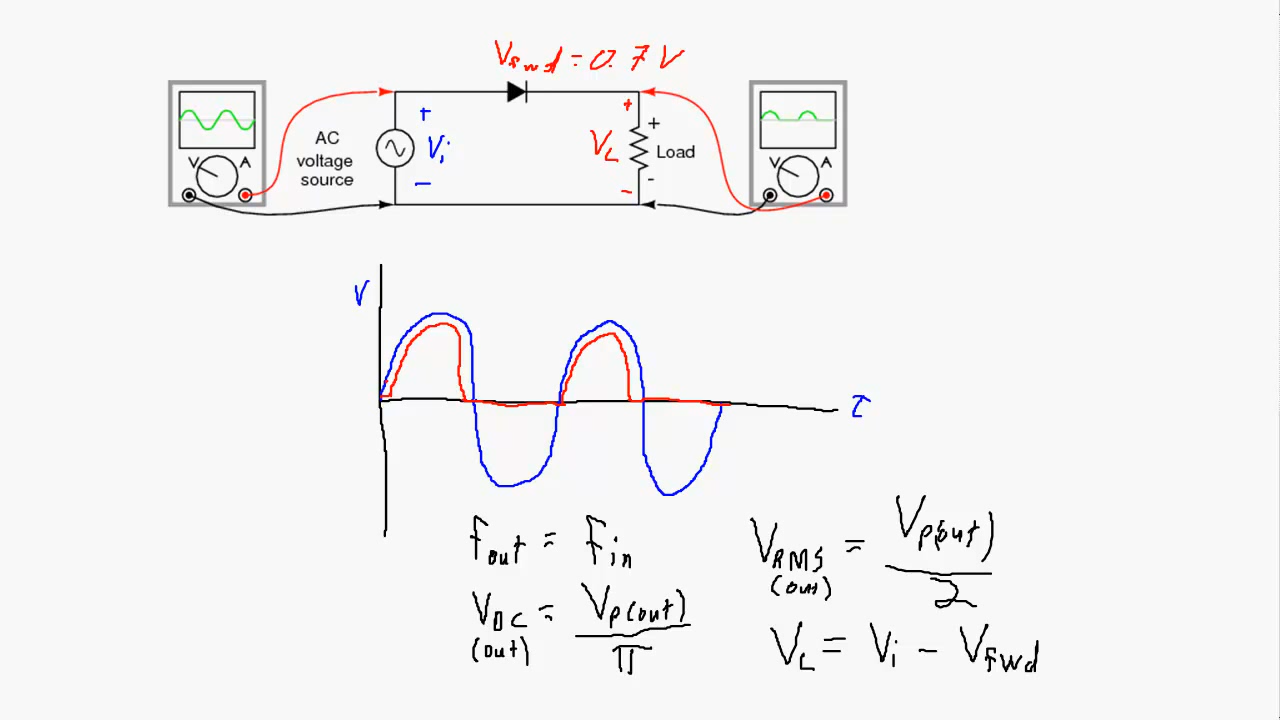 Vfwd = 0.7 V
+ +
V A AC voltage source Vi VL + Load - V A
- -
V
τ
fout = fin
VRMS(out) = Vp(out) / 2
VDC(out) = Vp(out) / π
VL = Vi - Vfwd